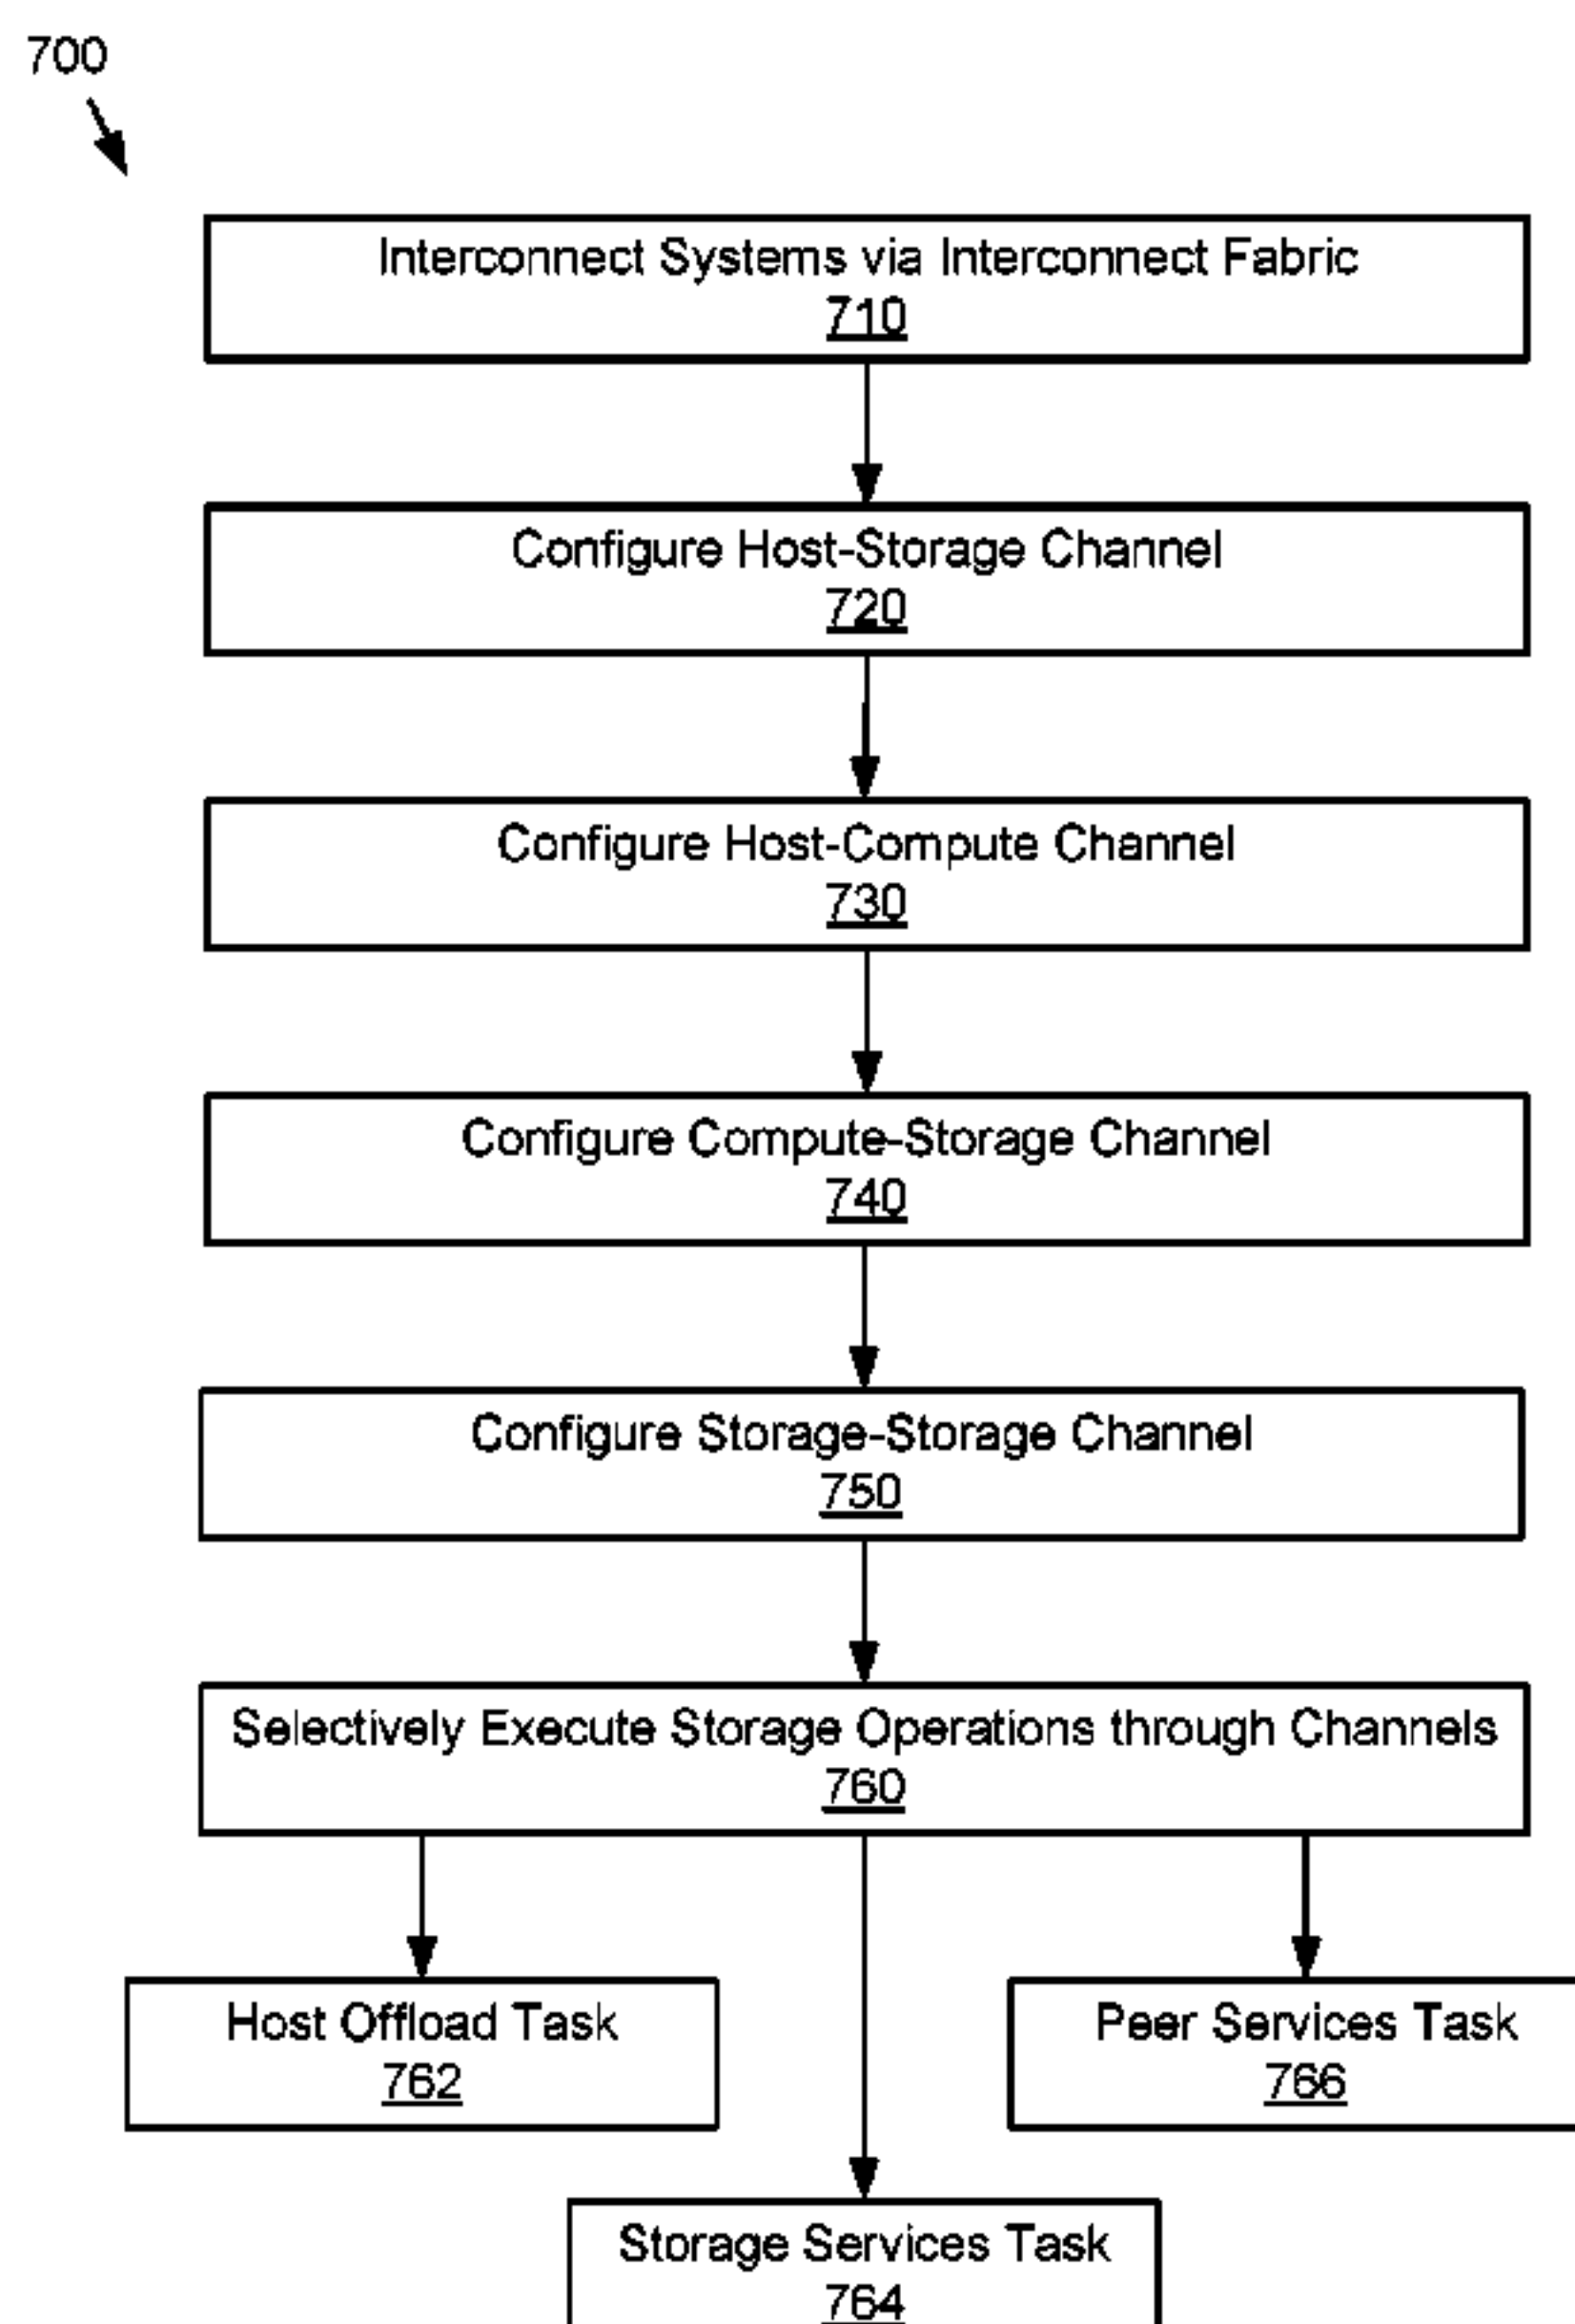 700
Interconnect Systems via Interconnect Fabric
710
Configure Host-Storage Channel
720
Configure Host-Compute Channel
730
Configure Compute-Storage Channel
740
Configure Storage-Storage Channel
750
Selectively Execute Storage Operations through Channels
760
Host Offload Task
762
Peer Services Task
766
Storage Services Task
764